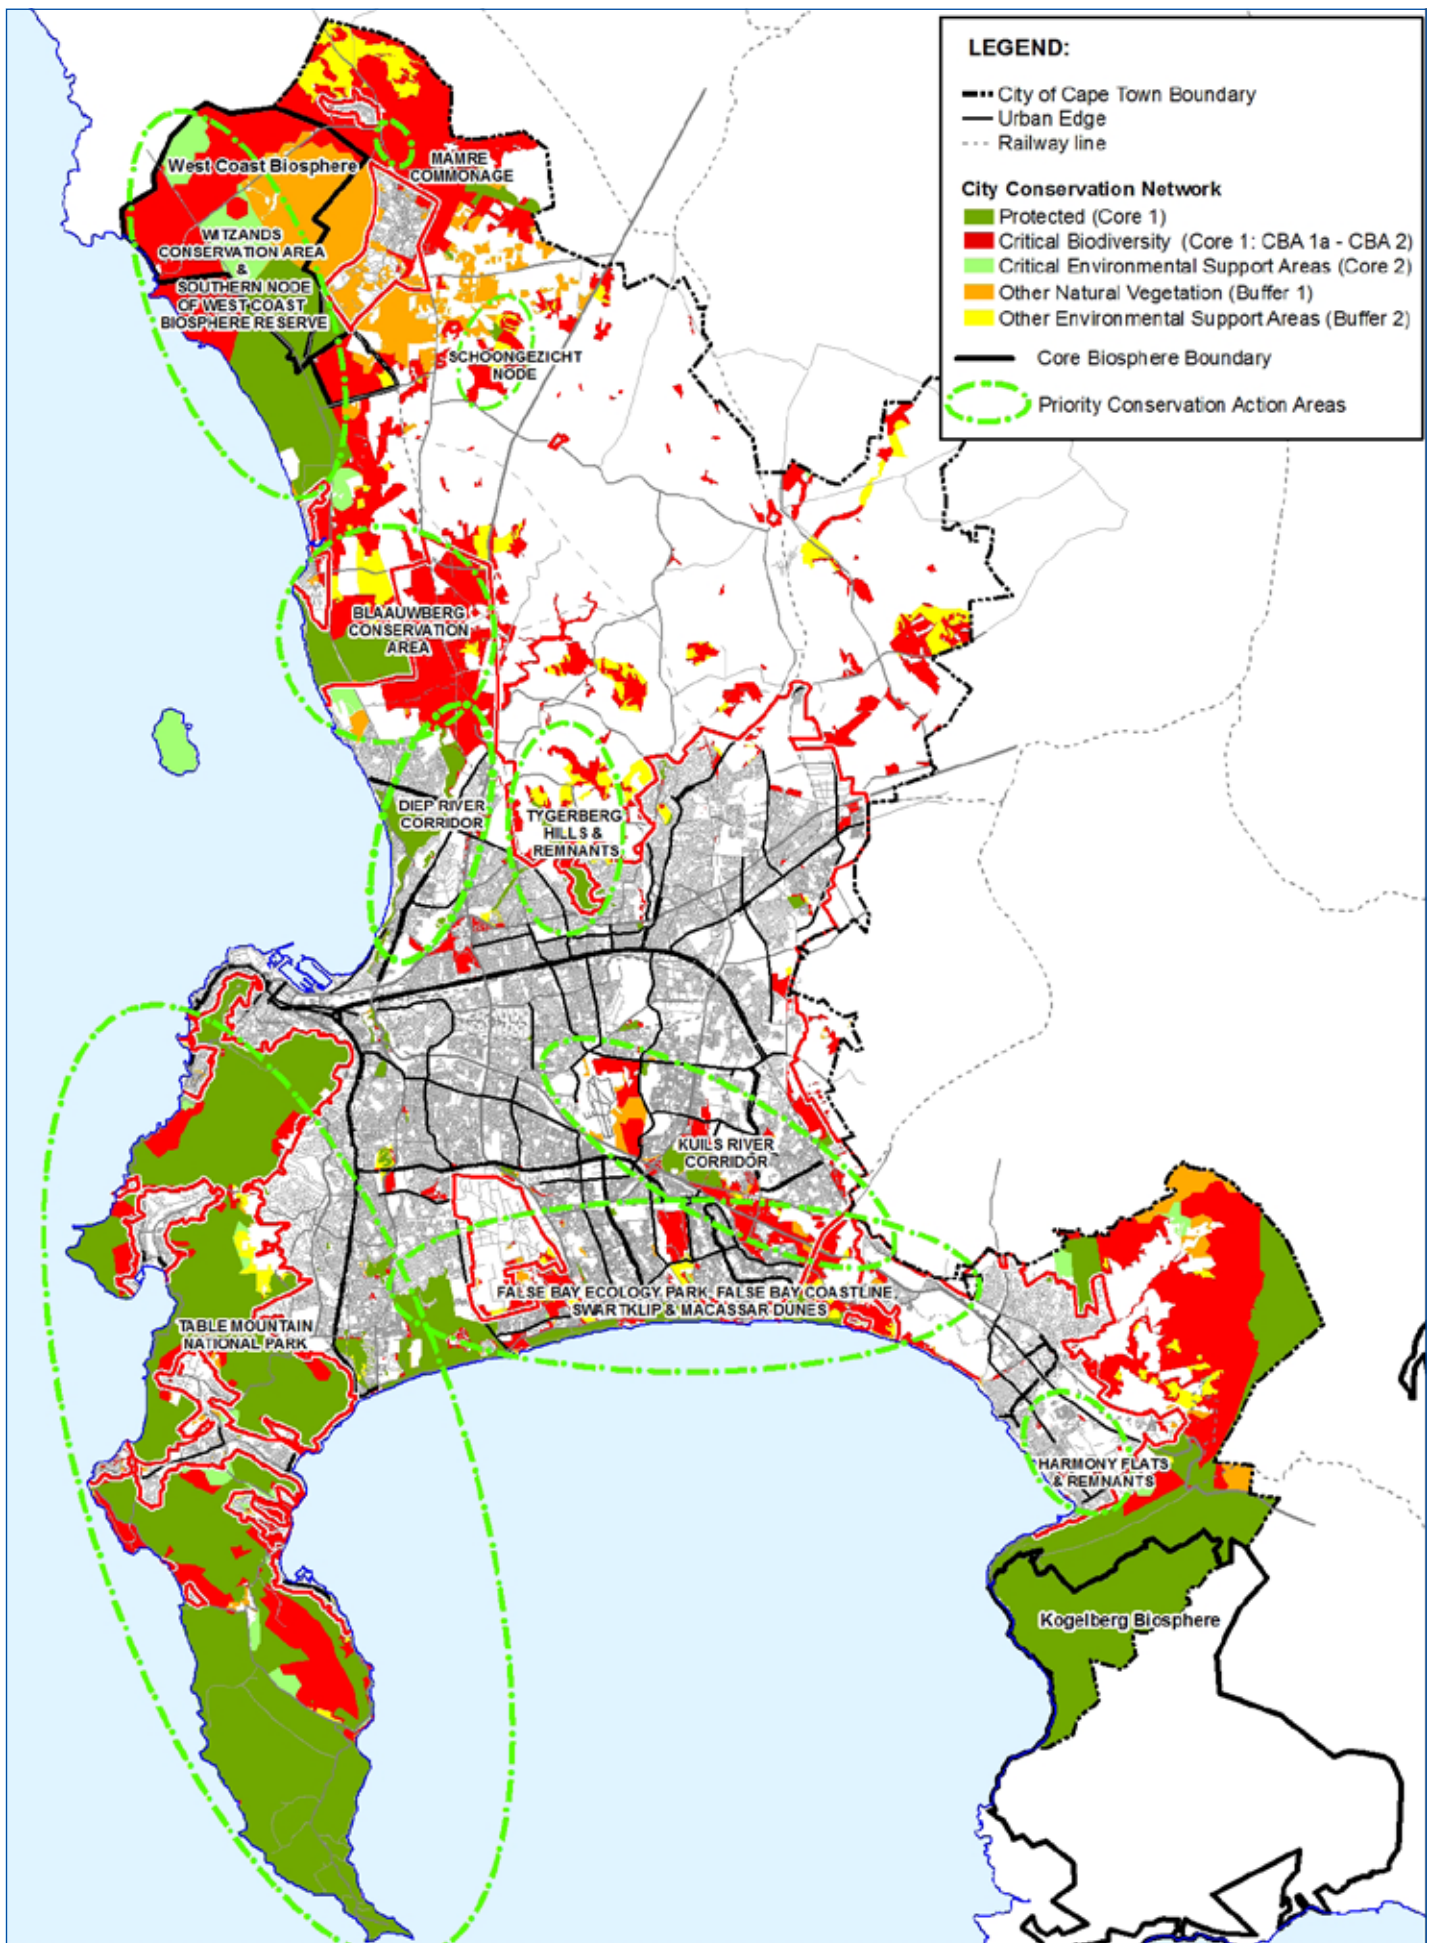 LEGEND:
City of Cape Town Boundary
Urban Edge
Railway line
City Conservation Network
Protected (Core 1)
Critical Biodiversity (Core 1: CBA 1a - CBA 2)
Critical Environmental Support Areas (Core 2)
Other Natural Vegetation (Buffer 1)
Other Environmental Support Areas (Buffer 2)
Core Biosphere Boundary
Priority Conservation Action Areas
West Coast Biosphere
MAMRE
COMMONAGE
WITZANDS
CONSERVATION AREA
&
SOUTHERN NODE
OF WEST COAST
BIOSPHERE RESERVE
SCHOONGEZICHT
NODE
BLAAUWBERG
CONSERVATION
AREA
DIEP RIVER
CORRIDOR
TYGERBERG
HILLS &
REMNANTS
KUILS RIVER
CORRIDOR
FALSE BAY ECOLOGY PARK, FALSE BAY COASTLINE,
SWARTKLIP & MACASSAR DUNES
TABLE MOUNTAIN
NATIONAL PARK
HARMONY FLATS
& REMNANTS
Kogelberg Biosphere